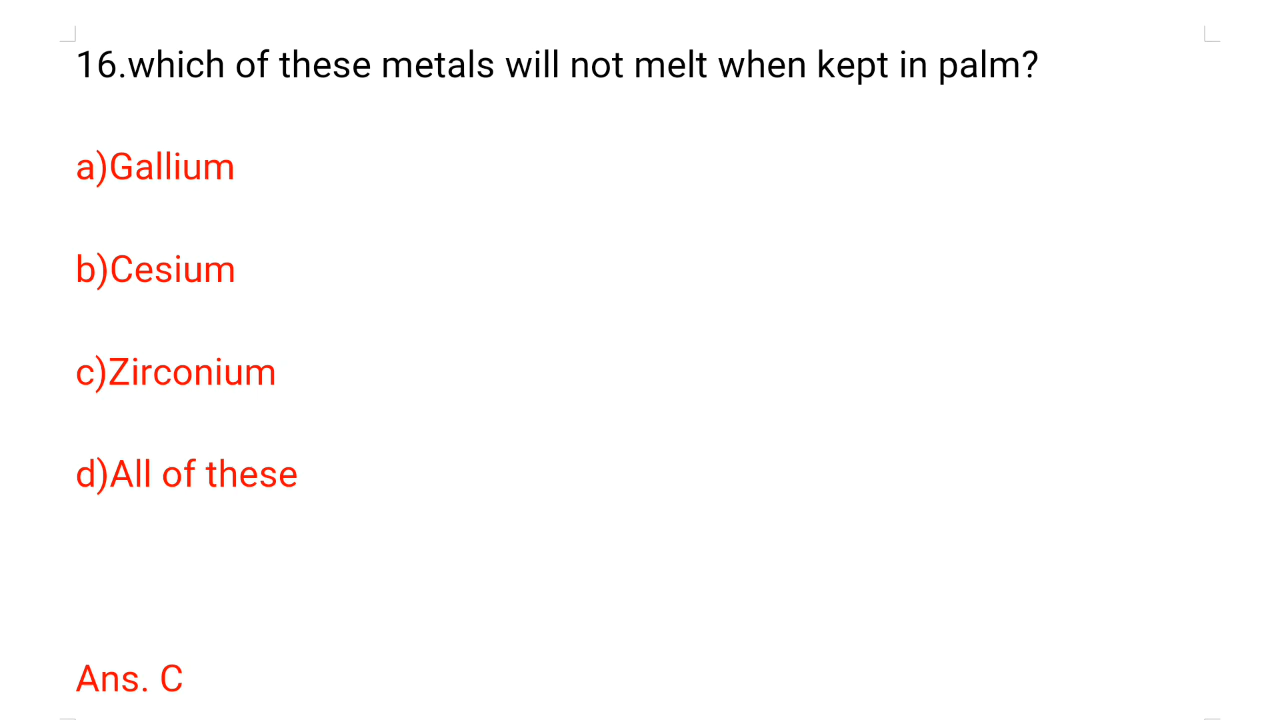 16.which of these metals will not melt when kept in palm?
a)Gallium
b)Cesium
c)Zirconium
d)All of these
Ans. C